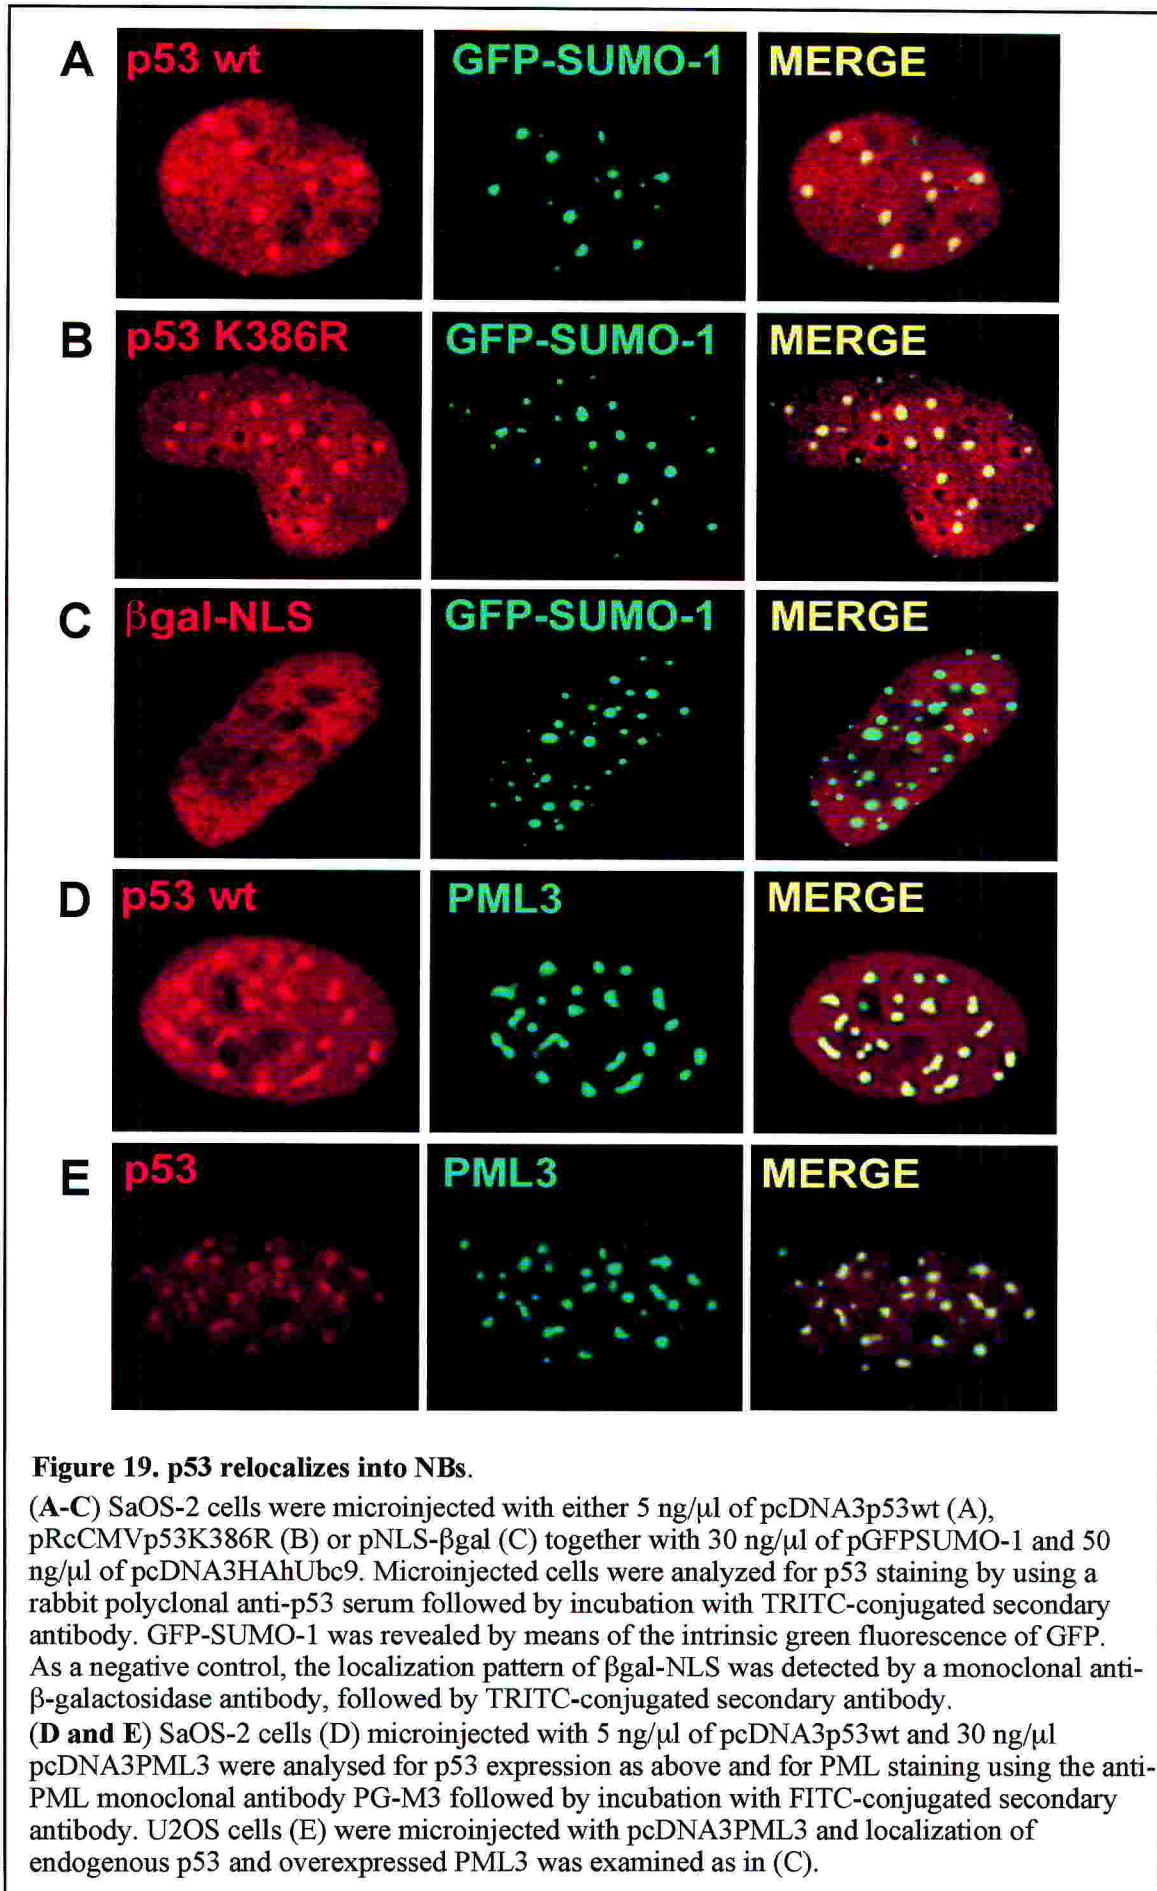 A p53 wt GFP-SUMO-1 MERGE
B p53 K386R GFP-SUMO-1 MERGE
C βgal-NLS GFP-SUMO-1 MERGE
D p53 wt PML3 MERGE
E p53 PML3 MERGE
Figure 19. p53 relocalizes into NBs.
(A-C) SaOS-2 cells were microinjected with either 5 ng/μl of pcDNA3p53wt (A),
pRcCMVp53K386R (B) or pNLS-βgal (C) together with 30 ng/μl of pGFPSUMO-1 and 50
ng/μl of pcDNA3HAhUbc9. Microinjected cells were analyzed for p53 staining by using a
rabbit polyclonal anti-p53 serum followed by incubation with TRITC-conjugated secondary
antibody. GFP-SUMO-1 was revealed by means of the intrinsic green fluorescence of GFP.
As a negative control, the localization pattern of βgal-NLS was detected by a monoclonal anti-
β-galactosidase antibody, followed by TRITC-conjugated secondary antibody.
(D and E) SaOS-2 cells (D) microinjected with 5 ng/μl of pcDNA3p53wt and 30 ng/μl
pcDNA3PML3 were analysed for p53 expression as above and for PML staining using the anti-
PML monoclonal antibody PG-M3 followed by incubation with FITC-conjugated secondary
antibody. U2OS cells (E) were microinjected with pcDNA3PML3 and localization of
endogenous p53 and overexpressed PML3 was examined as in (C).